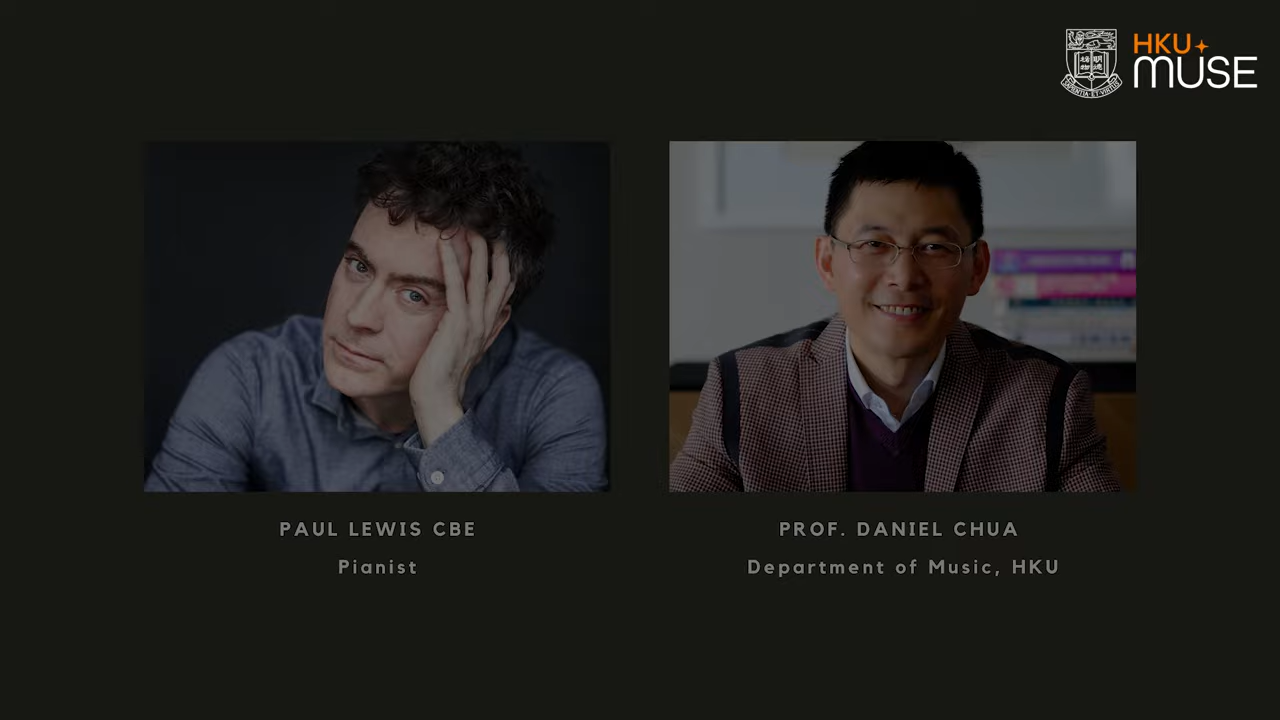 HKU
MUSE
PAUL LEWIS CBE
Pianist
PROF. DANIEL CHUA
Department of Music, HKU